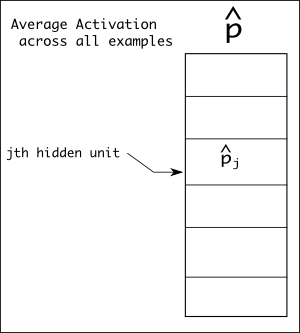 Average Activation
across all examples
p̂
jth hidden unit
p̂j